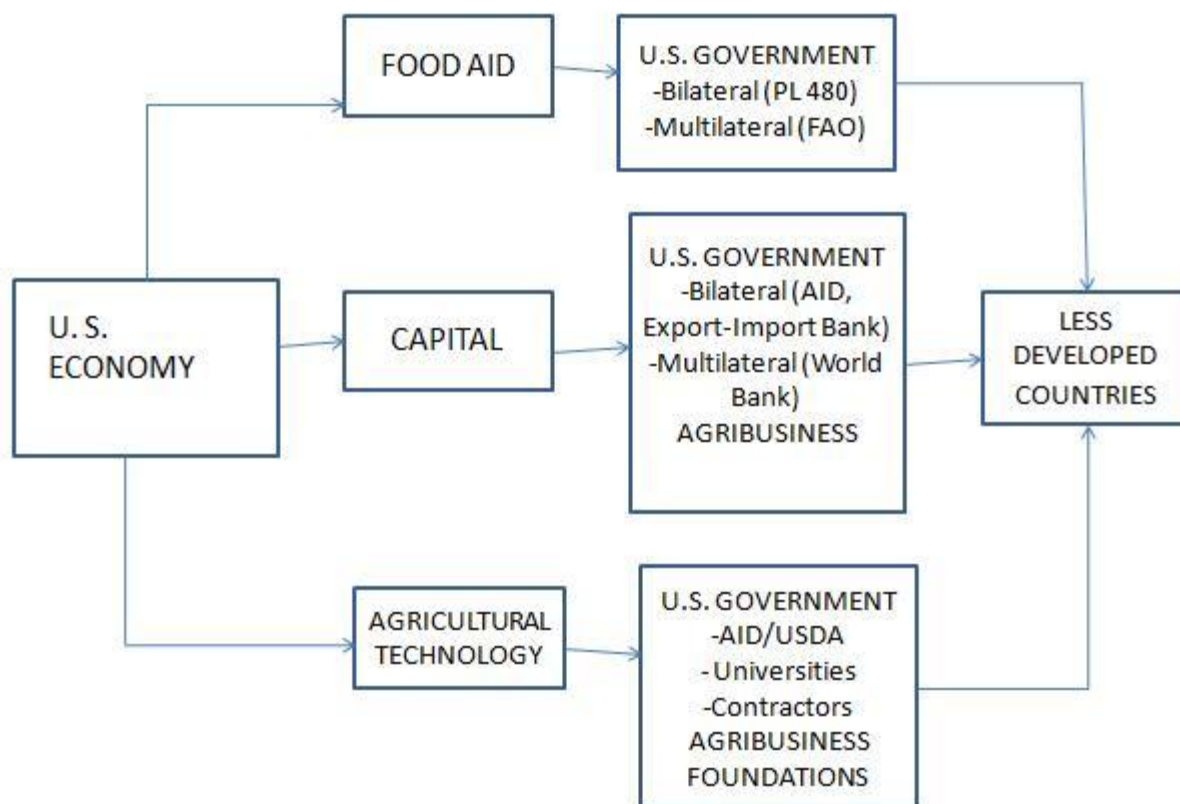 FOOD AID
U.S. GOVERNMENT
-Bilateral (PL 480)
-Multilateral (FAO)
U. S.
ECONOMY
CAPITAL
U.S. GOVERNMENT
-Bilateral (AID,
Export-Import Bank)
-Multilateral (World
Bank)
AGRIBUSINESS
LESS
DEVELOPED
COUNTRIES
AGRICULTURAL
TECHNOLOGY
U.S. GOVERNMENT
-AID/USDA
- Universities
-Contractors
AGRIBUSINESS
FOUNDATIONS